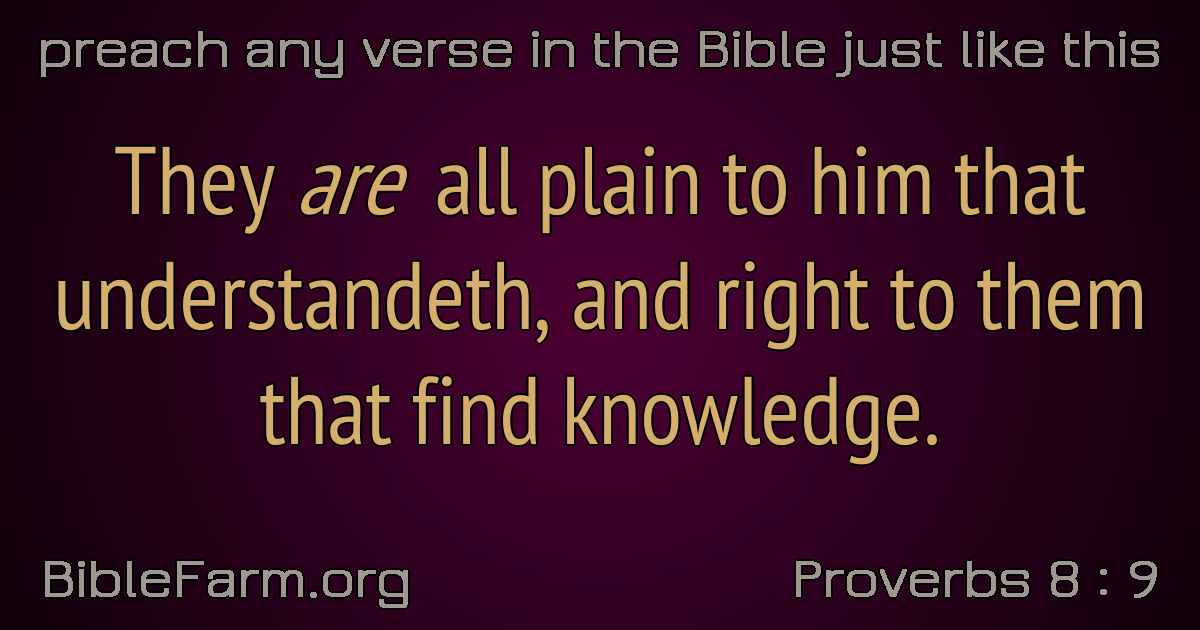 preach any verse in the Bible just like this
They are all plain to him that
understandeth, and right to them
that find knowledge.
BibleFarm.org
Proverbs 8 : 9